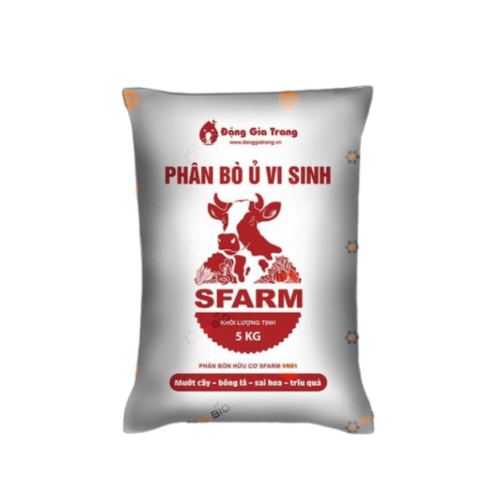 Đặng Gia Trang
www.danggiatrang.vn
PHÂN BÒ Ủ VI SINH
SFARM
KHỐI LƯỢNG TỊNH
5 KG
PHÂN BÓN HỮU CƠ SFARM VN01
Mướt cây - bóng lá - sai hoa - trĩu quả